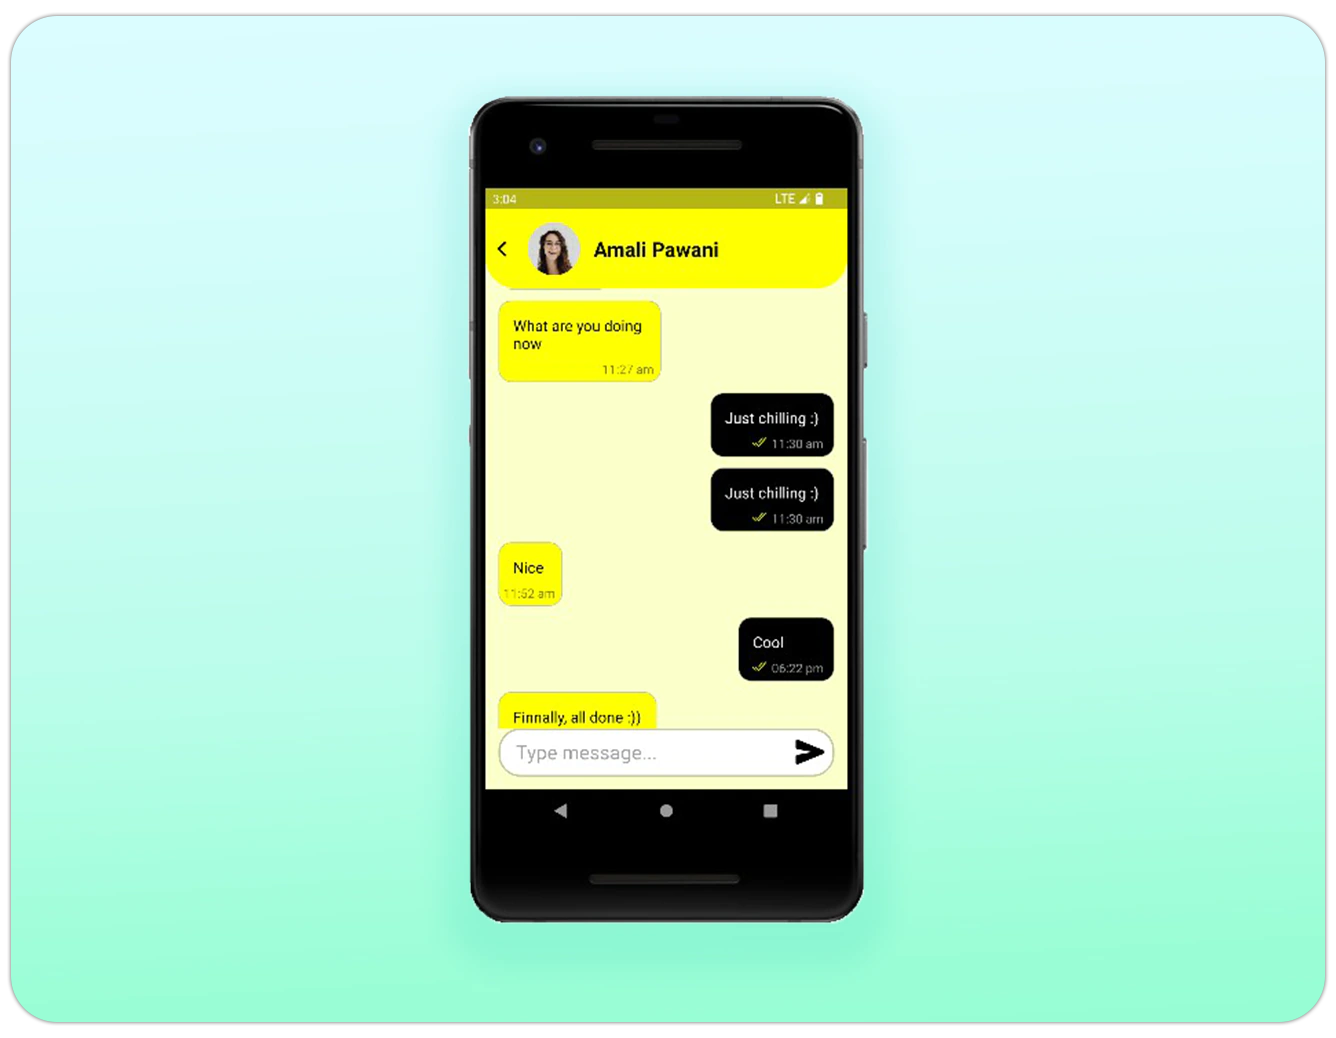 3:04 LTE
Amali Pawani
What are you doing
now
11:27 am
Just chilling :)
11:30 am
Just chilling :)
11:30 am
Nice
11:52 am
Cool
06:22 pm
Finnally, all done :))
Type message...